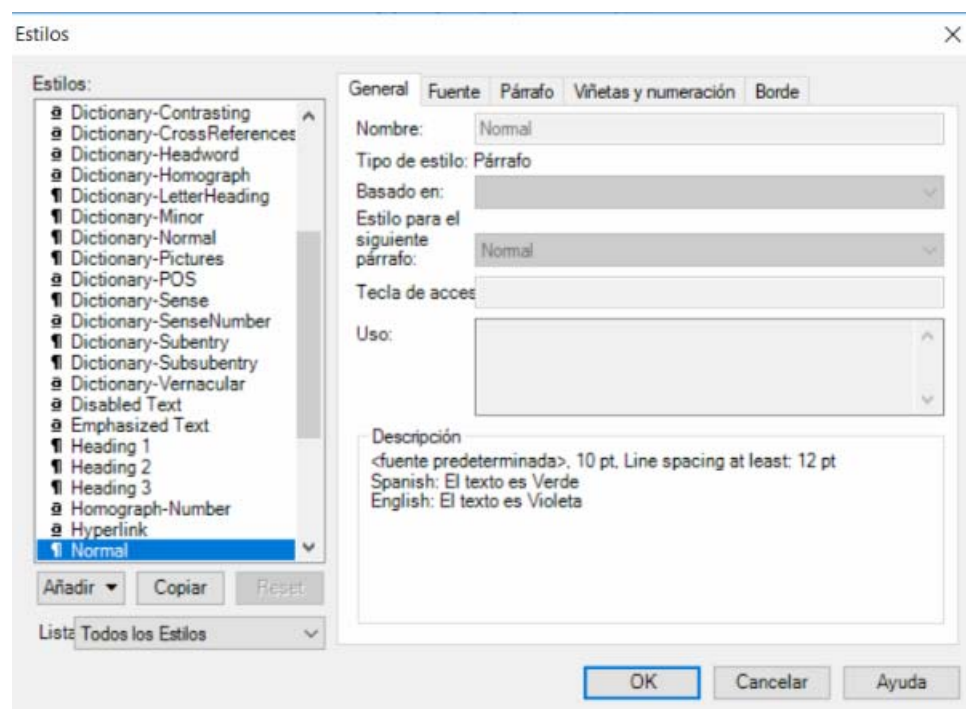 Estilos
Estilos:
a Dictionary-Contrasting
a Dictionary-CrossReferences
a Dictionary-Headword
a Dictionary-Homograph
¶ Dictionary-LetterHeading
¶ Dictionary-Minor
¶ Dictionary-Normal
¶ Dictionary-Pictures
a Dictionary-POS
¶ Dictionary-Sense
a Dictionary-SenseNumber
¶ Dictionary-Subentry
¶ Dictionary-Subsubentry
a Dictionary-Vernacular
a Disabled Text
a Emphasized Text
¶ Heading 1
¶ Heading 2
¶ Heading 3
a Homograph-Number
a Hyperlink
¶ Normal
Añadir Copiar Reset
Lista Todos los Estilos
General Fuente Párrafo Viñetas y numeración Borde
Nombre: Normal
Tipo de estilo: Párrafo
Basado en:
Estilo para el
siguiente
párrafo: Normal
Tecla de acces
Uso:
Descripción
<fuente predeterminada>, 10 pt, Line spacing at least: 12 pt
Spanish: El texto es Verde
English: El texto es Violeta
OK Cancelar Ayuda